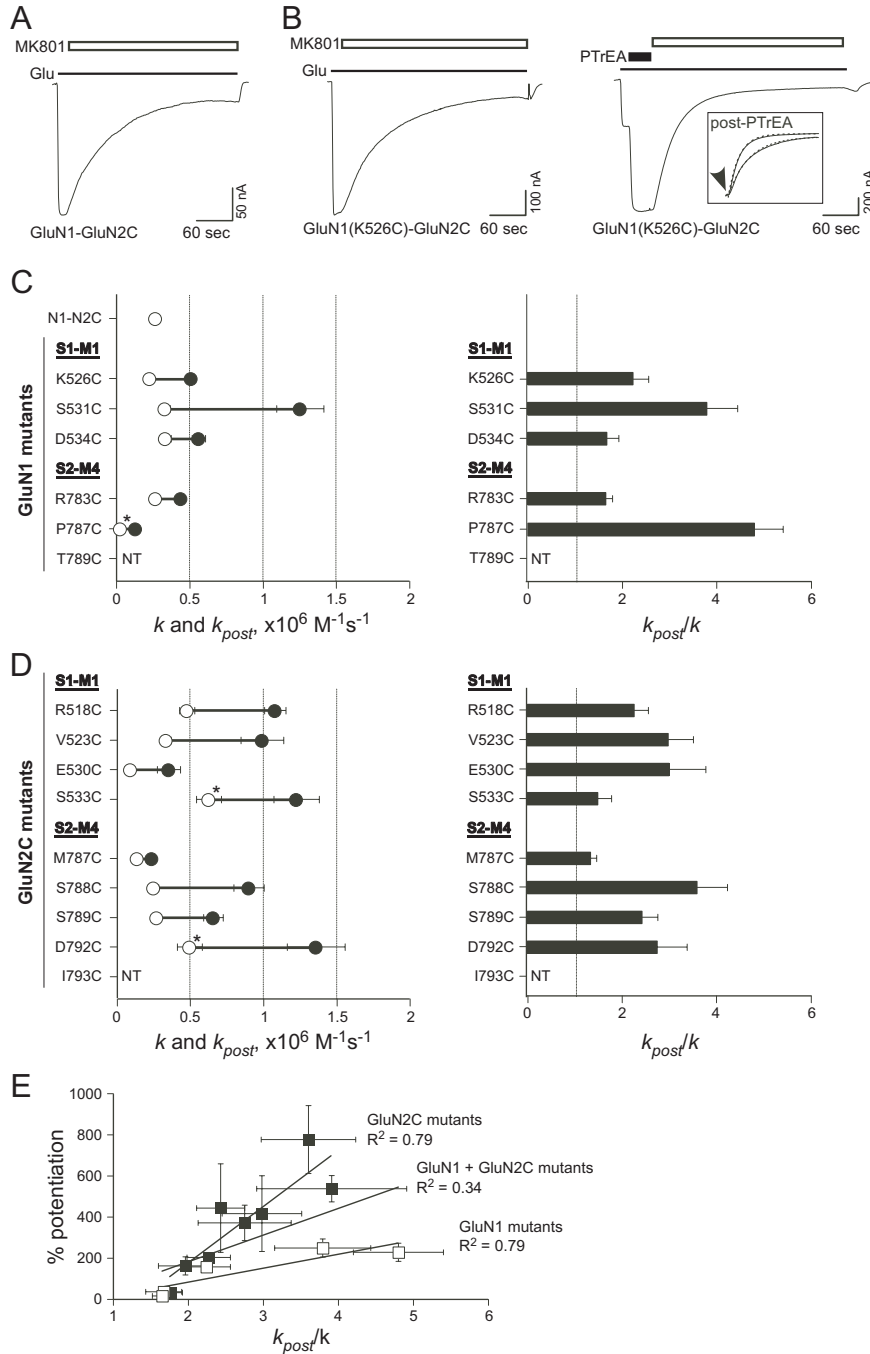 A
MK801
Glu
50 nA
GluN1-GluN2C
60 sec
B
MK801
Glu
100 nA
GluN1(K526C)-GluN2C
60 sec
PTrEA
post-PTrEA
200 nA
GluN1(K526C)-GluN2C
60 sec
C
GluN1 mutants
N1-N2C
S1-M1
K526C
S531C
D534C
S2-M4
R783C
P787C
*
T789C
NT
0 0.5 1 1.5 2
k and kpost, x10⁶ M⁻¹s⁻¹
S1-M1
K526C
S531C
D534C
S2-M4
R783C
P787C
T789C
NT
0 2 4 6
kpost/k
D
GluN2C mutants
S1-M1
R518C
V523C
E530C
S533C
*
S2-M4
M787C
S788C
S789C
D792C
*
I793C
NT
0 0.5 1 1.5 2
k and kpost, x10⁶ M⁻¹s⁻¹
S1-M1
R518C
V523C
E530C
S533C
S2-M4
M787C
S788C
S789C
D792C
I793C
NT
0 2 4 6
kpost/k
E
% potentiation
1000
800
600
400
200
0
GluN2C mutants
R² = 0.79
GluN1 + GluN2C mutants
R² = 0.34
GluN1 mutants
R² = 0.79
1 2 3 4 5 6
kpost/k